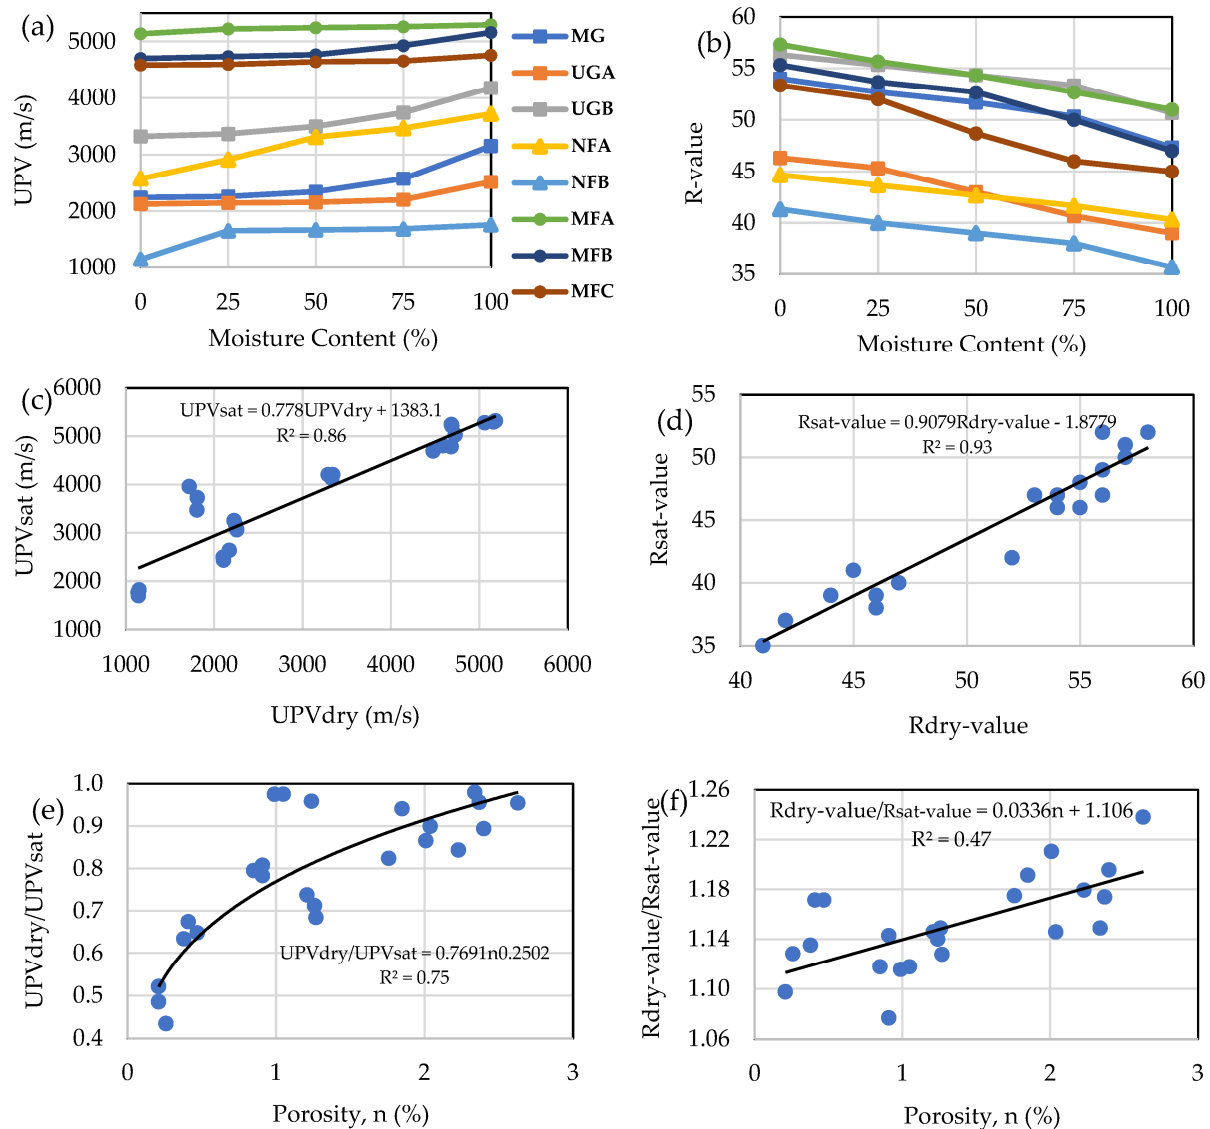 (a)
UPV (m/s)
5000
4000
3000
2000
1000
0 25 50 75 100
Moisture Content (%)
MG
UGA
UGB
NFA
NFB
MFA
MFB
MFC
(b)
R-value
60
55
50
45
40
35
0 25 50 75 100
Moisture Content (%)
(c)
UPVsat (m/s)
6000
5000
4000
3000
2000
1000
UPVsat = 0.778UPVdry + 1383.1
R² = 0.86
1000 2000 3000 4000 5000 6000
UPVdry (m/s)
(d)
Rsat-value
55
50
45
40
35
Rsat-value = 0.9079Rdry-value - 1.8779
R² = 0.93
40 45 50 55 60
Rdry-value
(e)
UPVdry/UPVsat
1.0
0.9
0.8
0.7
0.6
0.5
0.4
UPVdry/UPVsat = 0.7691n0.2502
R² = 0.75
0 1 2 3
Porosity, n (%)
(f)
Rdry-value/Rsat-value
1.26
1.22
1.18
1.14
1.10
1.06
Rdry-value/Rsat-value = 0.0336n + 1.106
R² = 0.47
0 1 2 3
Porosity, n (%)